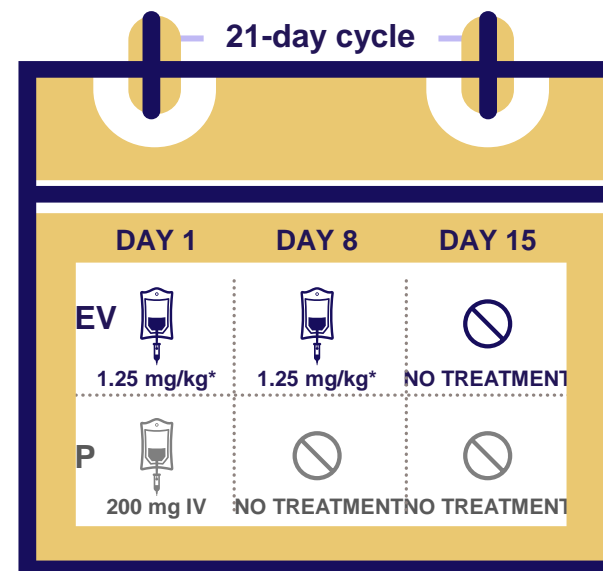 21-day cycle
DAY 1 DAY 8 DAY 15
EV
1.25 mg/kg* 1.25 mg/kg* NO TREATMENT
P
200 mg IV NO TREATMENT NO TREATMENT